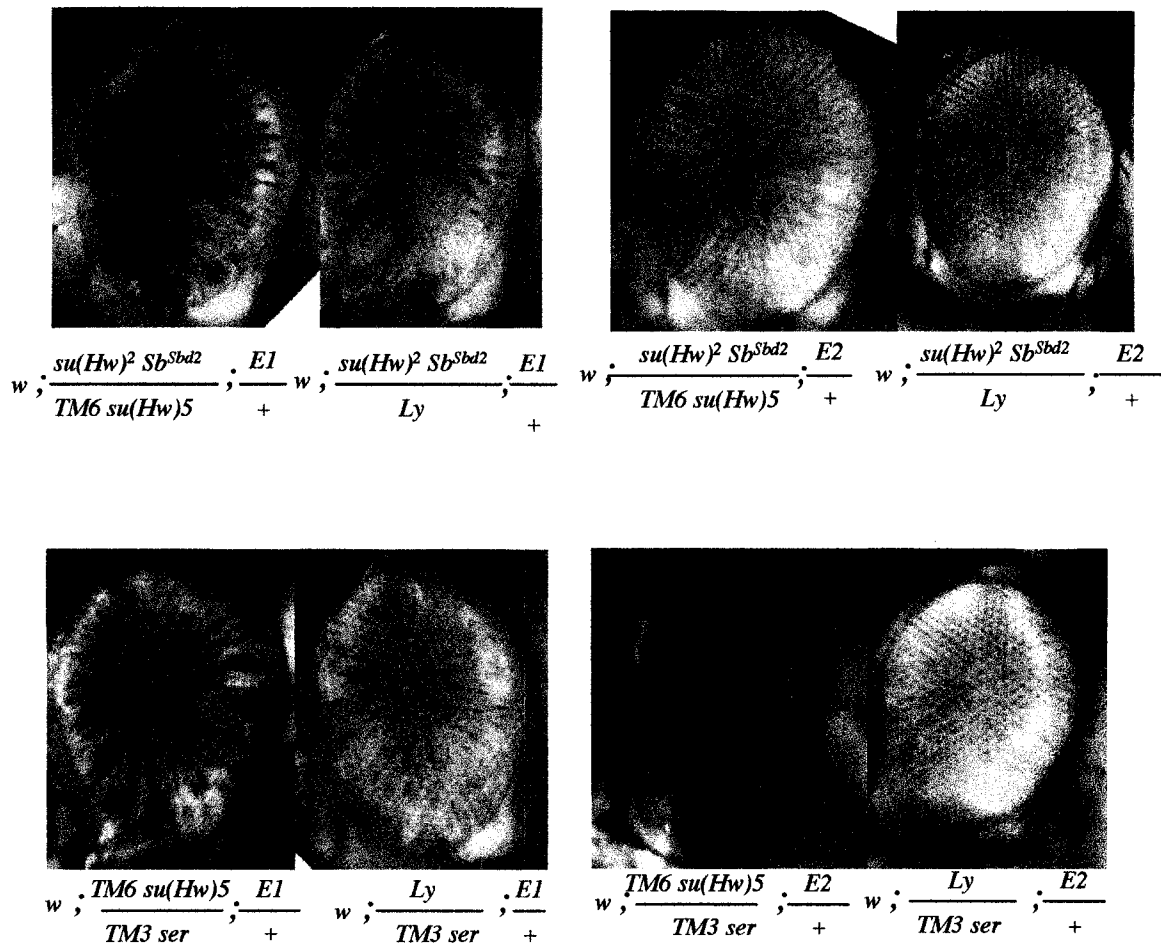 su(Hw)² Sb^Sbd2 E1 su(Hw)² Sb^Sbd2 E1 su(Hw)² Sb^Sbd2 E2 su(Hw)² Sb^Sbd2 E2
w ; ; w ; ; w ; ; w ; ;
TM6 su(Hw)5 + Ly + TM6 su(Hw)5 + Ly +
TM6 su(Hw)5 E1 Ly E1 TM6 su(Hw)5 E2 Ly E2
w ; ; w ; ; w ; ; w ; ;
TM3 ser + TM3 ser + TM3 ser + TM3 ser +